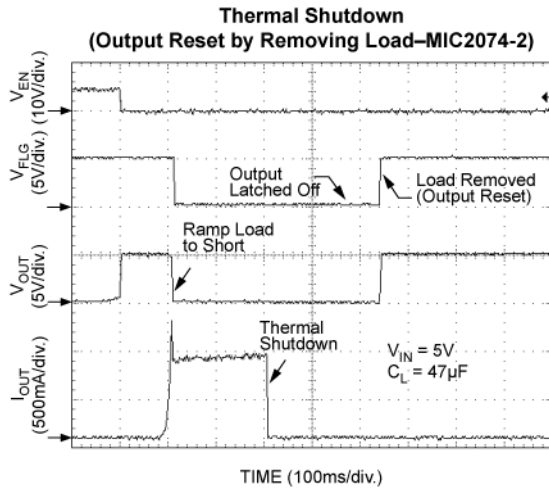 Thermal Shutdown
(Output Reset by Removing Load–MIC2074-2)
VEN
(10V/div.)
VFLG
(5V/div.)
Output
Latched Off
Load Removed
(Output Reset)
Ramp Load
to Short
VOUT
(5V/div.)
Thermal
Shutdown
VIN = 5V
CL = 47µF
IOUT
(500mA/div.)
TIME (100ms/div.)